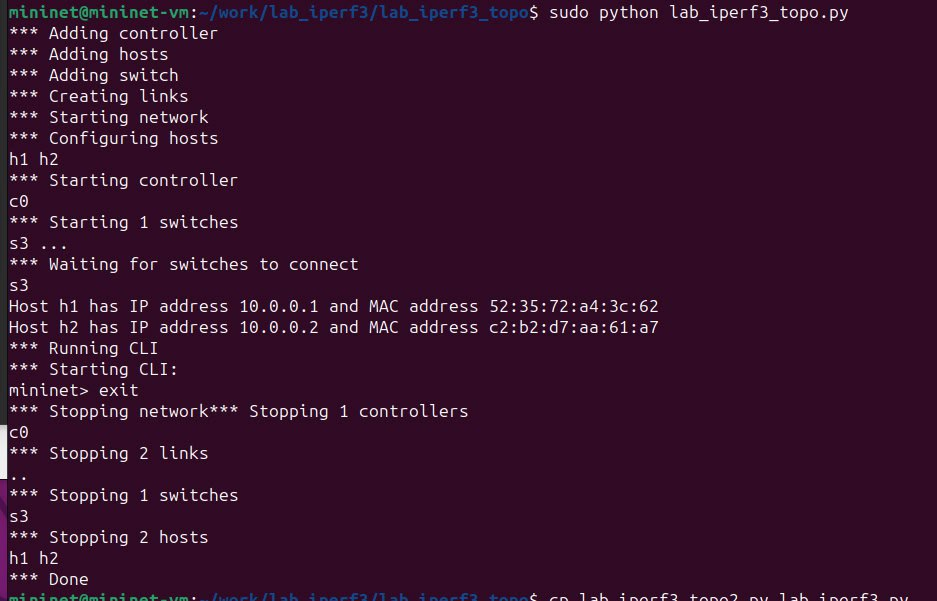 mininet@mininet-vm:~/work/lab_iperf3/lab_iperf3_topo$ sudo python lab_iperf3_topo.py
*** Adding controller
*** Adding hosts
*** Adding switch
*** Creating links
*** Starting network
*** Configuring hosts
h1 h2
*** Starting controller
c0
*** Starting 1 switches
s3 ...
*** Waiting for switches to connect
s3
Host h1 has IP address 10.0.0.1 and MAC address 52:35:72:a4:3c:62
Host h2 has IP address 10.0.0.2 and MAC address c2:b2:d7:aa:61:a7
*** Running CLI
*** Starting CLI:
mininet> exit
*** Stopping network*** Stopping 1 controllers
c0
*** Stopping 2 links
..
*** Stopping 1 switches
s3
*** Stopping 2 hosts
h1 h2
*** Done
mininet@mininet-vm:~/work/lab_iperf3/lab_iperf3_topo$ cp lab_iperf3_topo2.py lab_iperf3.py